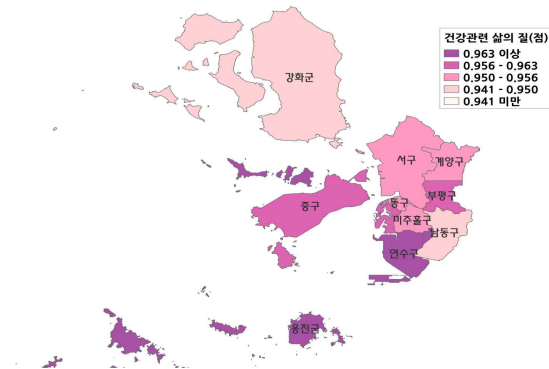 건강관련 삶의 질(점)
0.963 이상
0.956 - 0.963
0.950 - 0.956
0.941 - 0.950
0.941 미만
강화군
서구
계양구
부평구
중구
동구
미추홀구
남동구
연수구
옹진군